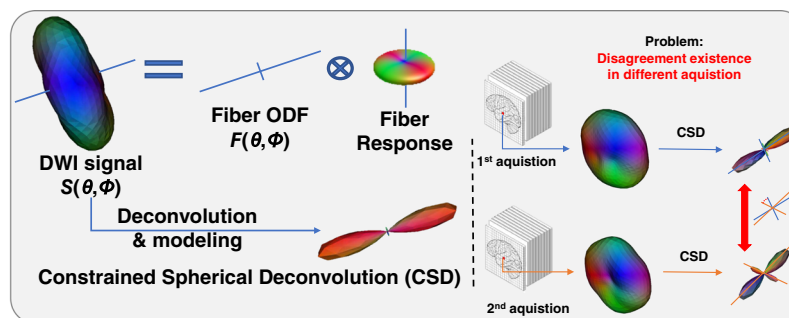 DWI signal
S(θ,Φ)
Fiber ODF
F(θ,Φ)
Fiber
Response
Deconvolution
& modeling
Constrained Spherical Deconvolution (CSD)
Problem:
Disagreement existence
in different aquistion
1st aquistion
CSD
2nd aquistion
CSD